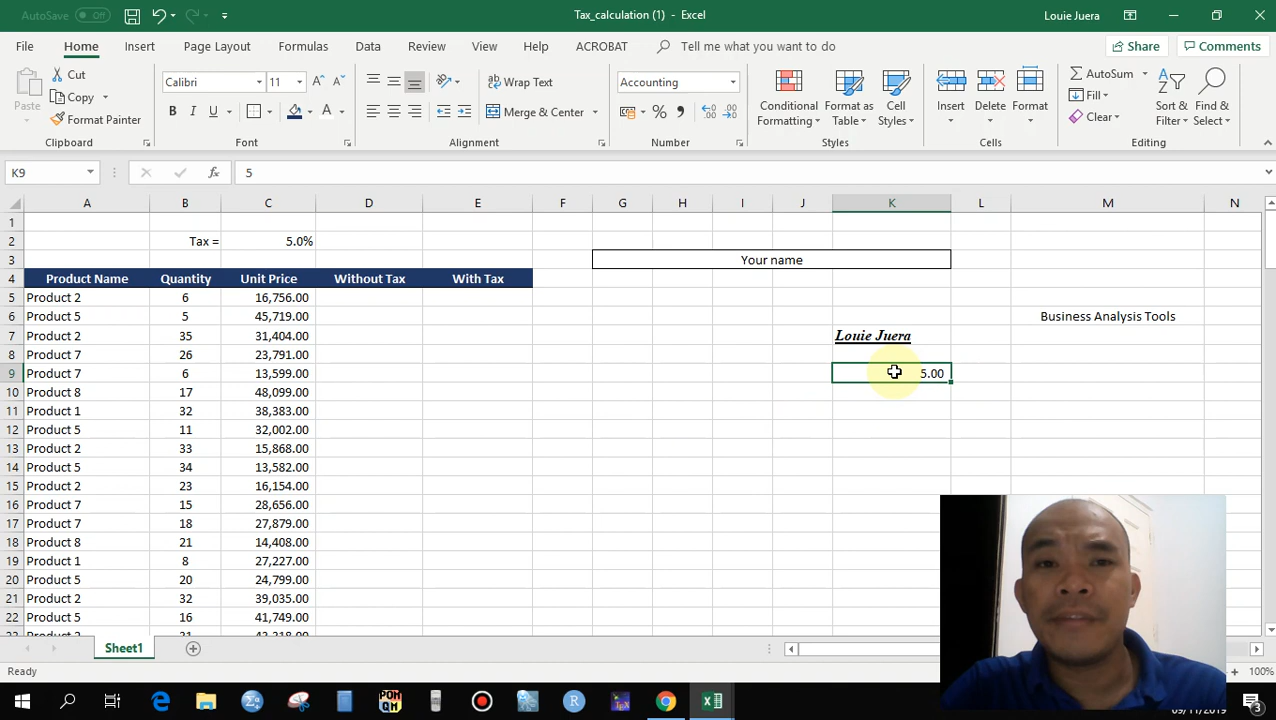 AutoSave Off
Tax_calculation (1) - Excel
Louie Juera
File Home Insert Page Layout Formulas Data Review View Help ACROBAT Tell me what you want to do Share Comments
Paste
Cut
Copy
Format Painter
Clipboard
Calibri 11
B I U
A
Font
Wrap Text
Merge & Center
Alignment
Accounting
%
Number
Conditional Formatting
Format as Table
Cell Styles
Styles
Insert Delete Format
Cells
AutoSum
Fill
Clear
Sort & Filter
Find & Select
Editing
K9 fx 5
A B C D E F G H I J K L M N
1
2 Tax = 5.0%
3 Your name
4 Product Name Quantity Unit Price Without Tax With Tax
5 Product 2 6 16,756.00
6 Product 5 5 45,719.00 Business Analysis Tools
7 Product 2 35 31,404.00 Louie Juera
8 Product 7 26 23,791.00
9 Product 7 6 13,599.00 5.00
10 Product 8 17 48,099.00
11 Product 1 32 38,383.00
12 Product 5 11 32,002.00
13 Product 2 33 15,868.00
14 Product 5 34 13,582.00
15 Product 2 23 16,154.00
16 Product 7 15 28,656.00
17 Product 7 18 27,879.00
18 Product 8 21 14,408.00
19 Product 1 8 27,227.00
20 Product 5 20 24,799.00
21 Product 2 32 39,035.00
22 Product 5 16 41,749.00
Sheet1
Ready
100%
09/11/2019